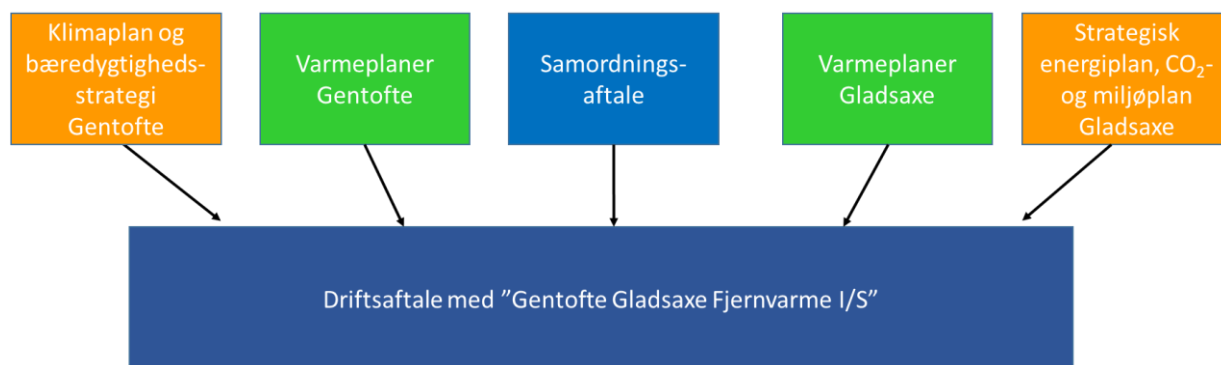 Klimaplan og
bæredygtigheds-
strategi
Gentofte
Varmeplaner
Gentofte
Samordnings-
aftale
Varmeplaner
Gladsaxe
Strategisk
energiplan, CO₂-
og miljøplan
Gladsaxe
Driftsaftale med ”Gentofte Gladsaxe Fjernvarme I/S”